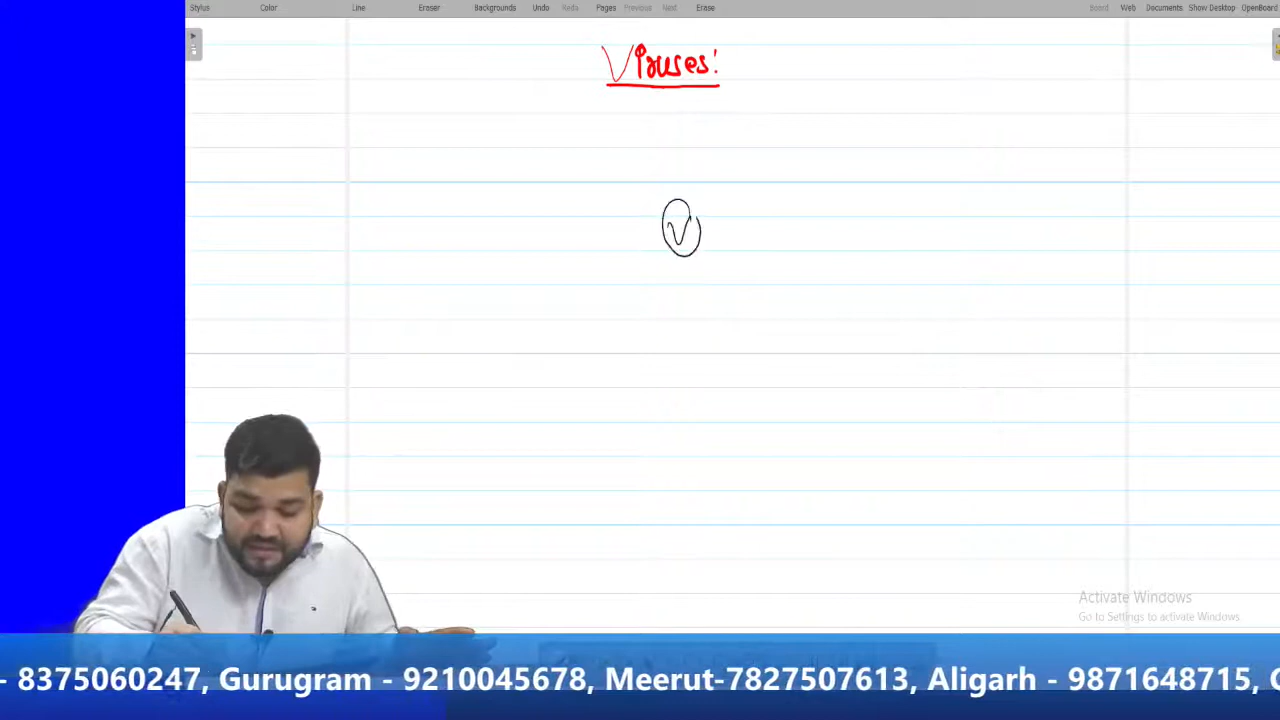 Stylus Color Line Eraser Backgrounds Undo Redo Pages Previous Next Erase Board Web Documents Show Desktop OpenBoard
Viruses:
V
Activate Windows
Go to Settings to activate Windows.
- 8375060247, Gurugram - 9210045678, Meerut-7827507613, Aligarh - 9871648715,